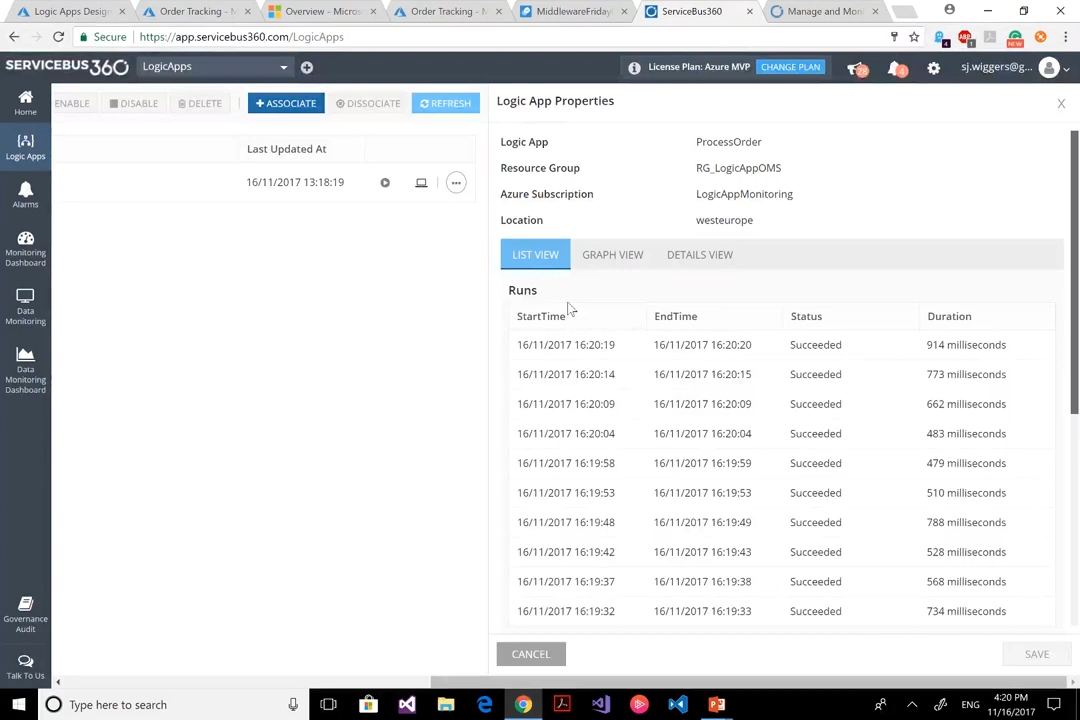 Logic Apps Design
Order Tracking - M
Overview - Micros
Order Tracking - M
MiddlewareFriday
ServiceBus360
Manage and Moni
Secure
https://app.servicebus360.com/LogicApps
SERVICEBUS360
LogicApps
License Plan: Azure MVP
CHANGE PLAN
28
4
sj.wiggers@g...
Home
Logic Apps
Alarms
Monitoring
Dashboard
Data
Monitoring
Data
Monitoring
Dashboard
Governance
Audit
Talk To Us
ENABLE
DISABLE
DELETE
ASSOCIATE
DISSOCIATE
REFRESH
Last Updated At
16/11/2017 13:18:19
Logic App Properties
X
Logic App ProcessOrder
Resource Group RG_LogicAppOMS
Azure Subscription LogicAppMonitoring
Location westeurope
LIST VIEW GRAPH VIEW DETAILS VIEW
Runs
StartTime EndTime Status Duration
16/11/2017 16:20:19 16/11/2017 16:20:20 Succeeded 914 milliseconds
16/11/2017 16:20:14 16/11/2017 16:20:15 Succeeded 773 milliseconds
16/11/2017 16:20:09 16/11/2017 16:20:09 Succeeded 662 milliseconds
16/11/2017 16:20:04 16/11/2017 16:20:04 Succeeded 483 milliseconds
16/11/2017 16:19:58 16/11/2017 16:19:59 Succeeded 479 milliseconds
16/11/2017 16:19:53 16/11/2017 16:19:53 Succeeded 510 milliseconds
16/11/2017 16:19:48 16/11/2017 16:19:49 Succeeded 788 milliseconds
16/11/2017 16:19:42 16/11/2017 16:19:43 Succeeded 528 milliseconds
16/11/2017 16:19:37 16/11/2017 16:19:38 Succeeded 568 milliseconds
16/11/2017 16:19:32 16/11/2017 16:19:33 Succeeded 734 milliseconds
CANCEL
SAVE
Type here to search
ENG
4:20 PM
11/16/2017